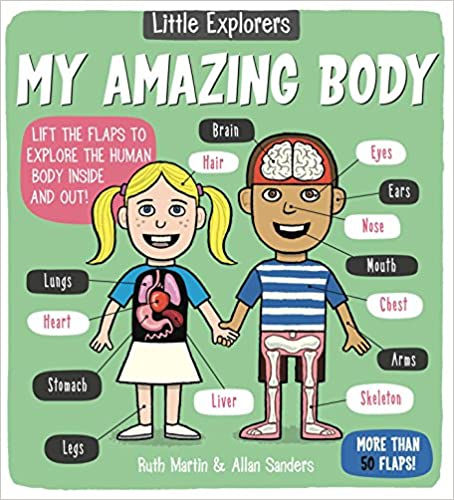 Little Explorers
MY AMAZING BODY
LIFT THE FLAPS TO
EXPLORE THE HUMAN
BODY INSIDE
AND OUT!
Brain
Hair
Eyes
Ears
Nose
Mouth
Lungs
Heart
Chest
Stomach
Arms
Liver
Skeleton
Legs
Ruth Martin & Allan Sanders
MORE THAN
50 FLAPS!